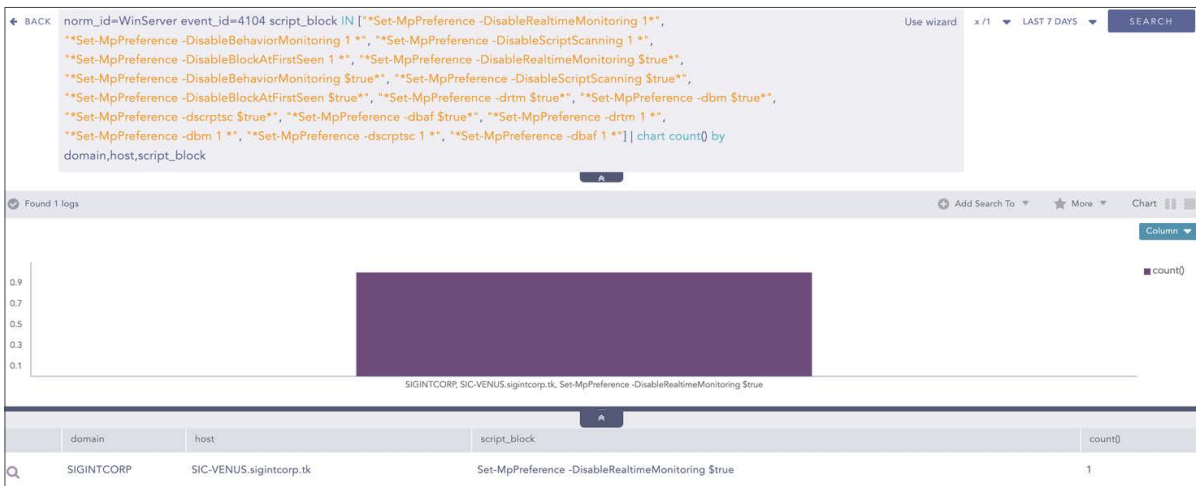 BACK
norm_id=WinServer event_id=4104 script_block IN ["*Set-MpPreference -DisableRealtimeMonitoring 1*",
"*Set-MpPreference -DisableBehaviorMonitoring 1 *", "*Set-MpPreference -DisableScriptScanning 1 *",
"*Set-MpPreference -DisableBlockAtFirstSeen 1 *", "*Set-MpPreference -DisableRealtimeMonitoring $true*",
"*Set-MpPreference -DisableBehaviorMonitoring $true*", "*Set-MpPreference -DisableScriptScanning $true*",
"*Set-MpPreference -DisableBlockAtFirstSeen $true*", "*Set-MpPreference -drtm $true*", "*Set-MpPreference -dbm $true*",
"*Set-MpPreference -dscrptsc $true*", "*Set-MpPreference -dbaf $true*", "*Set-MpPreference -drtm 1 *",
"*Set-MpPreference -dbm 1 *", "*Set-MpPreference -dscrptsc 1 *", "*Set-MpPreference -dbaf 1 *"] | chart count() by
domain,host,script_block
Use wizard x /1 LAST 7 DAYS SEARCH
Found 1 logs Add Search To More Chart
Column
count()
0.9
0.7
0.5
0.3
0.1
SIGINTCORP, SIC-VENUS.sigintcorp.tk, Set-MpPreference -DisableRealtimeMonitoring $true
domain host script_block count()
SIGINTCORP SIC-VENUS.sigintcorp.tk Set-MpPreference -DisableRealtimeMonitoring $true 1